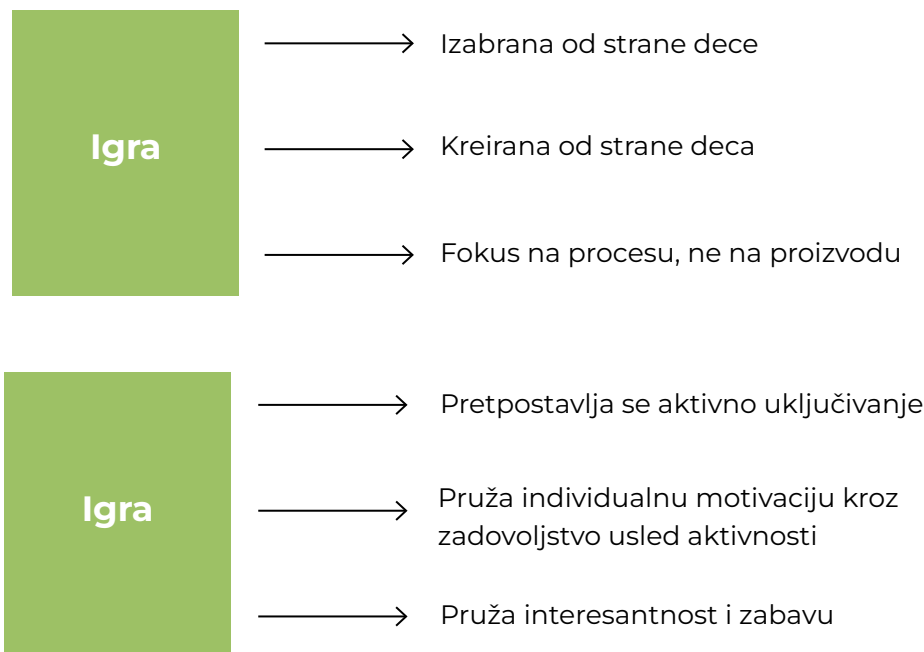 Igra
Izabrana od strane dece
Kreirana od strane deca
Fokus na procesu, ne na proizvodu
Igra
Pretpostavlja se aktivno uključivanje
Pruža individualnu motivaciju kroz
zadovoljstvo usled aktivnosti
Pruža interesantnost i zabavu